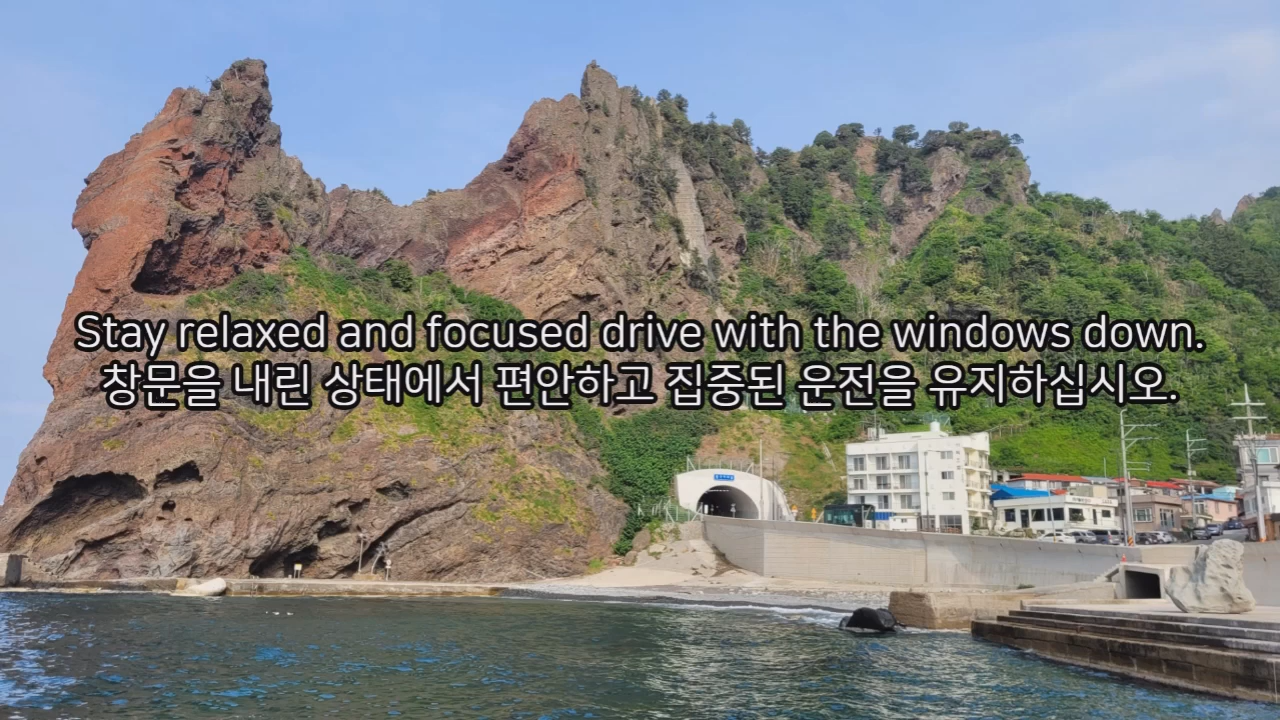 Stay relaxed and focused drive with the windows down.
창문을 내린 상태에서 편안하고 집중된 운전을 유지하십시오.